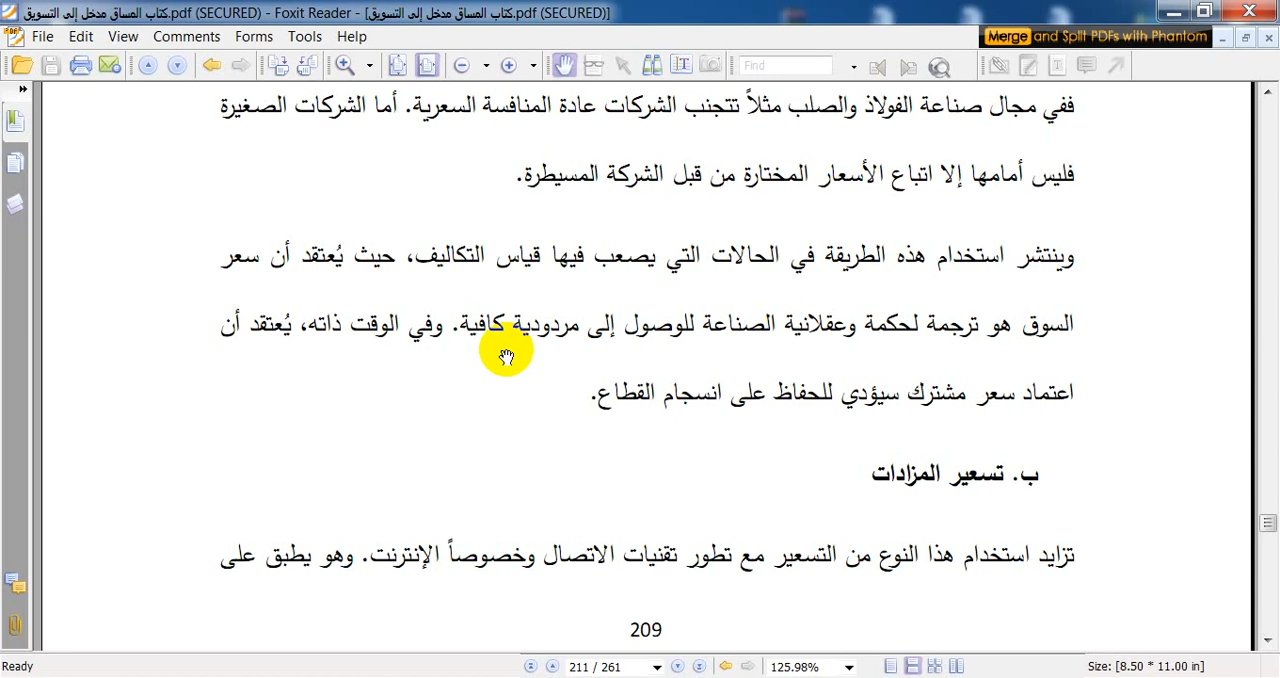 كتاب المساق مدخل إلى التسويق.pdf (SECURED) - Foxit Reader - [كتاب المساق مدخل إلى التسويق.pdf (SECURED)]
File Edit View Comments Forms Tools Help
Merge and Split PDFs with Phantom
Find
ففي مجال صناعة الفولاذ والصلب مثلاً تتجنب الشركات عادة المنافسة السعرية. أما الشركات الصغيرة
فليس أمامها إلا اتباع الأسعار المختارة من قبل الشركة المسيطرة.
وينتشر استخدام هذه الطريقة في الحالات التي يصعب فيها قياس التكاليف، حيث يُعتقد أن سعر
السوق هو ترجمة لحكمة وعقلانية الصناعة للوصول إلى مردودية كافية. وفي الوقت ذاته، يُعتقد أن
اعتماد سعر مشترك سيؤدي للحفاظ على انسجام القطاع.
ب. تسعير المزادات
تزايد استخدام هذا النوع من التسعير مع تطور تقنيات الاتصال وخصوصاً الإنترنت. وهو يطبق على
209
Ready 211 / 261 125.98% Size: [8.50 * 11.00 in]